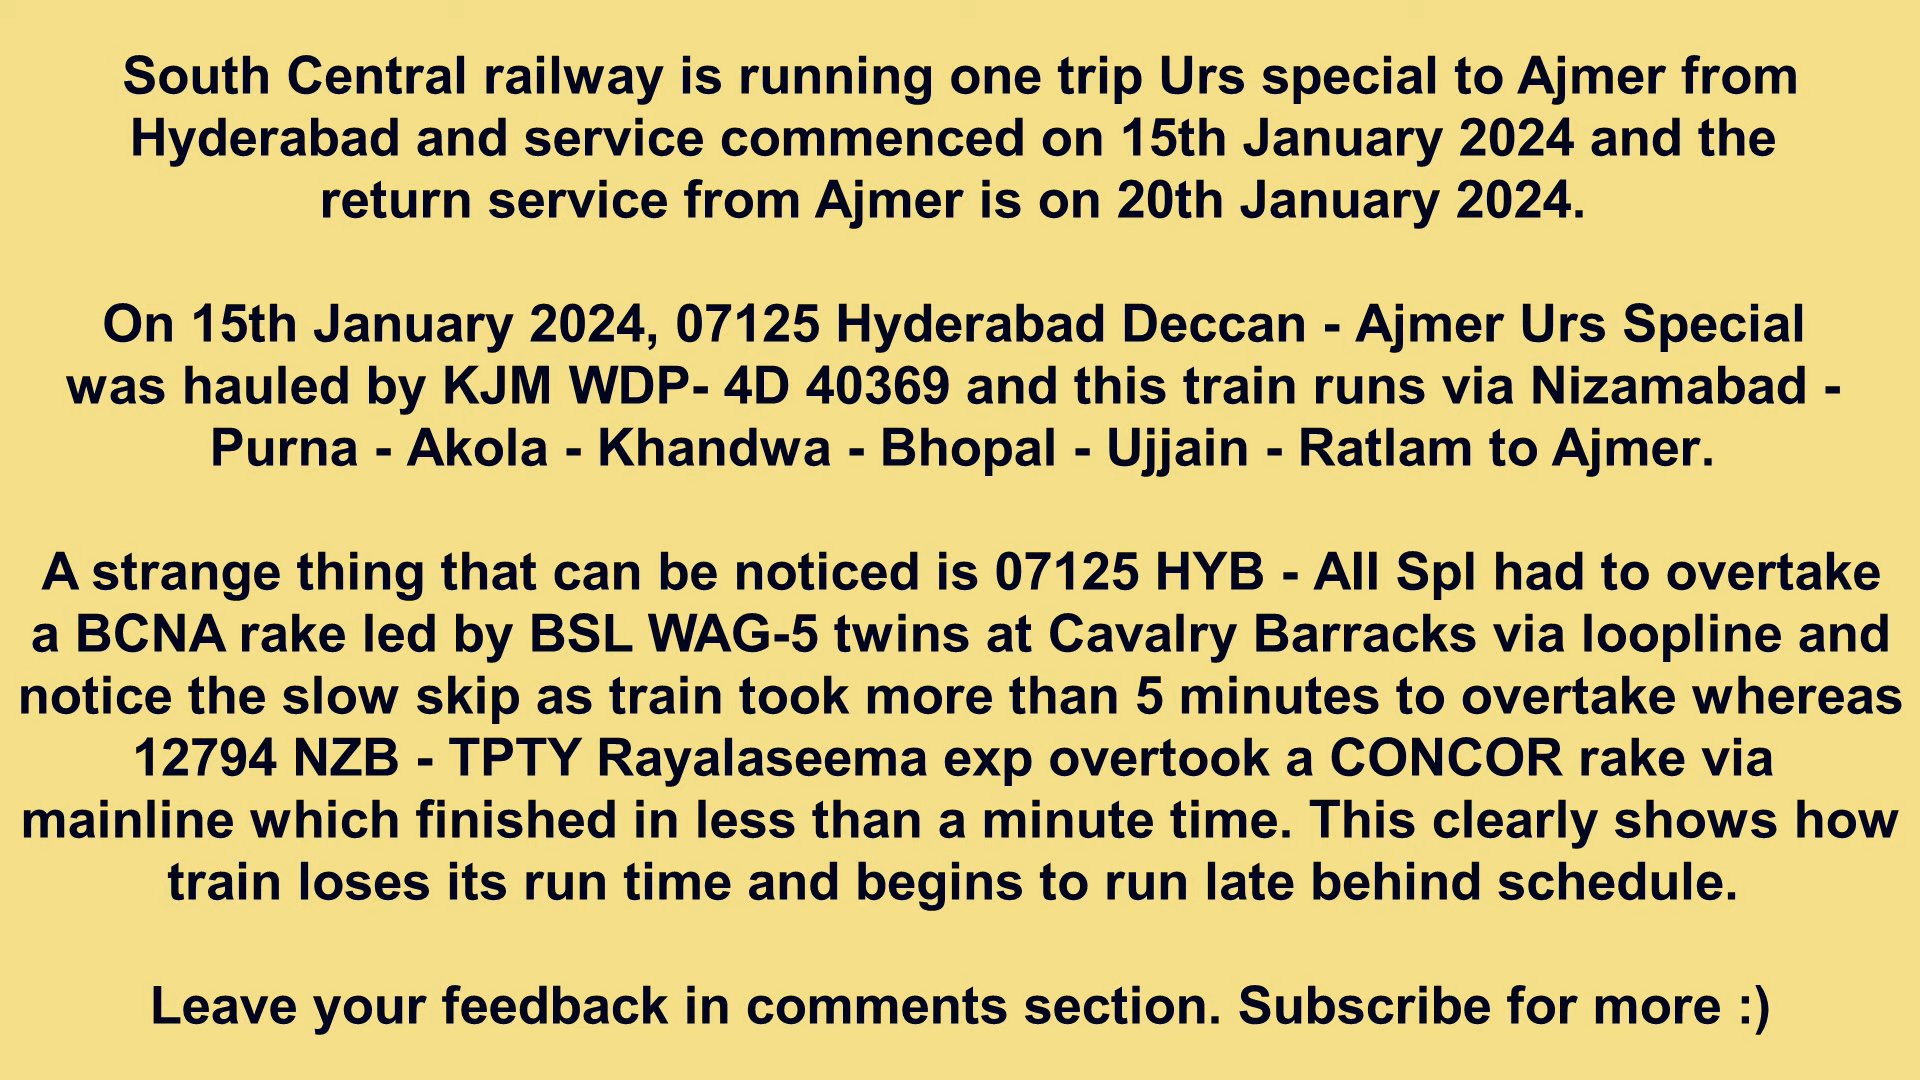 South Central railway is running one trip Urs special to Ajmer from
Hyderabad and service commenced on 15th January 2024 and the
return service from Ajmer is on 20th January 2024.
On 15th January 2024, 07125 Hyderabad Deccan - Ajmer Urs Special
was hauled by KJM WDP- 4D 40369 and this train runs via Nizamabad -
Purna - Akola - Khandwa - Bhopal - Ujjain - Ratlam to Ajmer.
A strange thing that can be noticed is 07125 HYB - AII Spl had to overtake
a BCNA rake led by BSL WAG-5 twins at Cavalry Barracks via loopline and
notice the slow skip as train took more than 5 minutes to overtake whereas
12794 NZB - TPTY Rayalaseema exp overtook a CONCOR rake via
mainline which finished in less than a minute time. This clearly shows how
train loses its run time and begins to run late behind schedule.
Leave your feedback in comments section. Subscribe for more :)